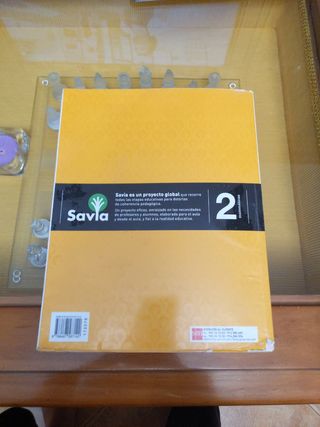 Savia es un proyecto global que recorre
todas las etapas educativas para dotarlas
de coherencia pedagógica.
Un proyecto eficaz, enraizado en las necesidades
de profesores y alumnos, elaborado para el aula
y desde el aula, y fiel a la realidad educativa.
Savia
2
BACHILLERATO